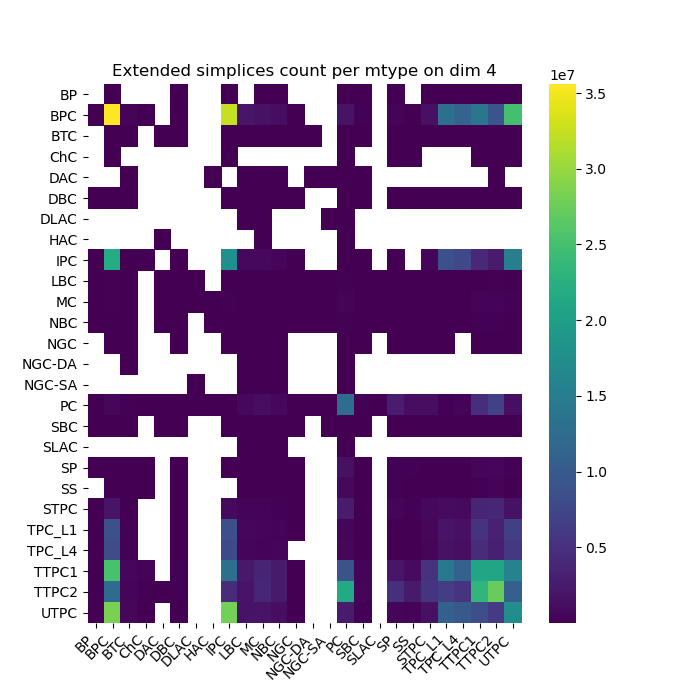 Extended simplices count per mtype on dim 4
1e7
BP
BPC
BTC
ChC
DAC
DBC
DLAC
HAC
IPC
LBC
MC
NBC
NGC
NGC-DA
NGC-SA
PC
SBC
SLAC
SP
SS
STPC
TPC_L1
TPC_L4
TTPC1
TTPC2
UTPC
3.5
3.0
2.5
2.0
1.5
1.0
0.5
BP
BPC
BTC
ChC
DAC
DBC
DLAC
HAC
IPC
LBC
MC
NBC
NGC
NGC-DA
NGC-SA
PC
SBC
SLAC
SP
SS
STPC
TPC_L1
TPC_L4
TTPC1
TTPC2
UTPC